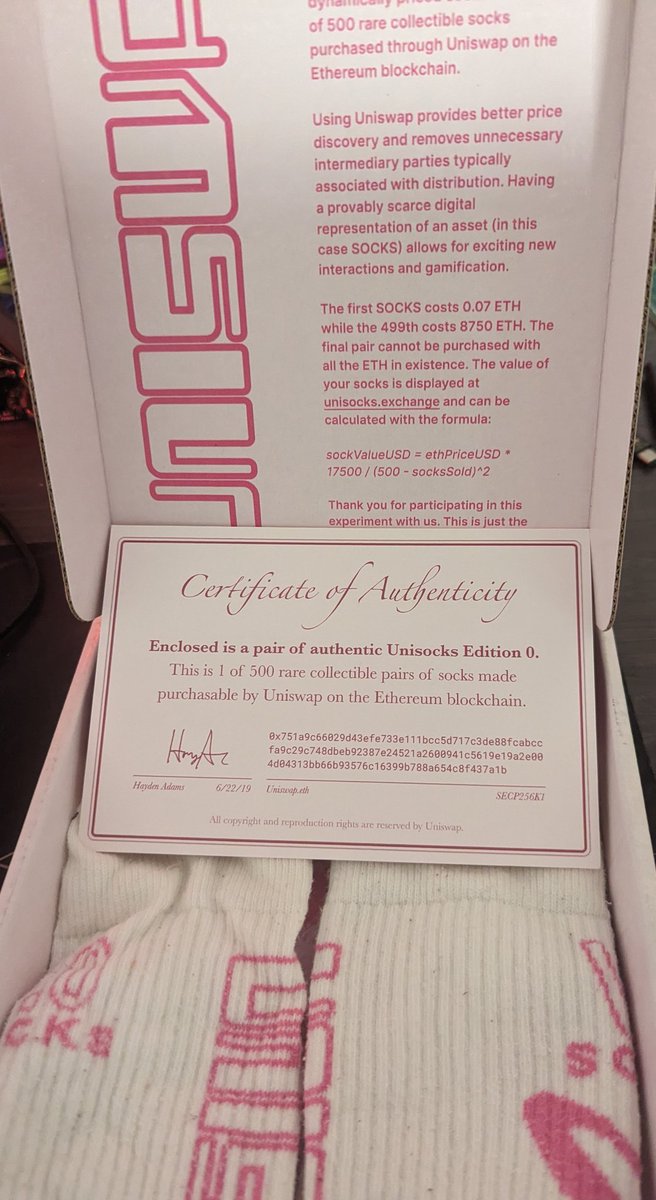 dynamically priced
of 500 rare collectible socks
purchased through Uniswap on the
Ethereum blockchain.
Using Uniswap provides better price
discovery and removes unnecessary
intermediary parties typically
associated with distribution. Having
a provably scarce digital
representation of an asset (in this
case SOCKS) allows for exciting new
interactions and gamification.
The first SOCKS costs 0.07 ETH
while the 499th costs 8750 ETH. The
final pair cannot be purchased with
all the ETH in existence. The value of
your socks is displayed at
unisocks.exchange and can be
calculated with the formula:
sockValueUSD = ethPriceUSD *
17500 / (500 - socksSold)^2
Thank you for participating in this
experiment with us. This is just the
Certificate of Authenticity
Enclosed is a pair of authentic Unisocks Edition 0.
This is 1 of 500 rare collectible pairs of socks made
purchasable by Uniswap on the Ethereum blockchain.
0x751a9c66029d43efe733e111bcc5d717c3de88fcabcc
fa9c29c748dbeb92387e24521a2600941c5619e19a2e00
4d04313bb66b93576c16399b788a654c8f437a1b
Hayden Adams 6/22/19 Uniswap.eth SECP256K1
All copyright and reproduction rights are reserved by Uniswap.
CKS